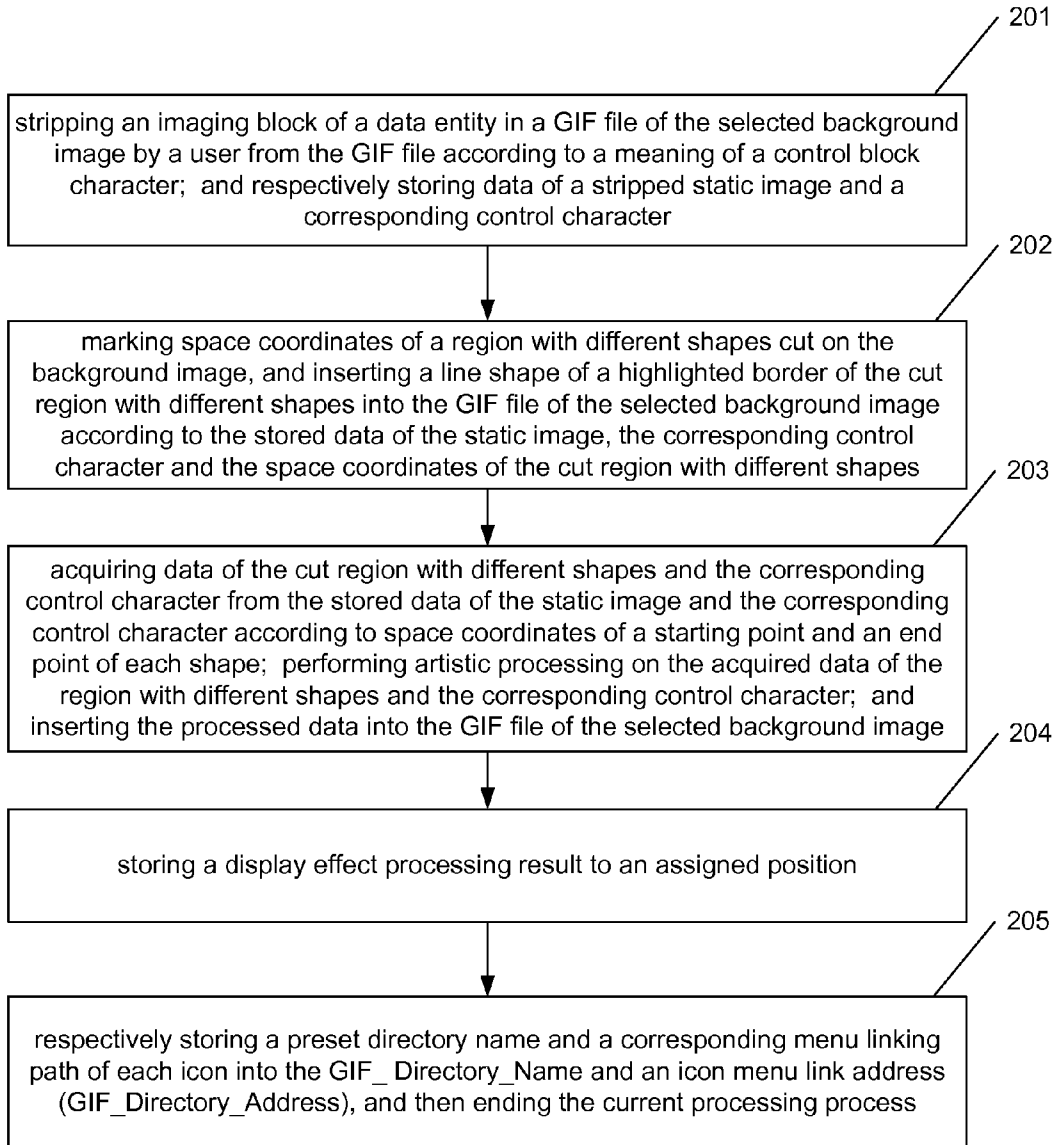 201
stripping an imaging block of a data entity in a GIF file of the selected background
image by a user from the GIF file according to a meaning of a control block
character; and respectively storing data of a stripped static image and a
corresponding control character
202
marking space coordinates of a region with different shapes cut on the
background image, and inserting a line shape of a highlighted border of the cut
region with different shapes into the GIF file of the selected background image
according to the stored data of the static image, the corresponding control
character and the space coordinates of the cut region with different shapes
203
acquiring data of the cut region with different shapes and the corresponding
control character from the stored data of the static image and the corresponding
control character according to space coordinates of a starting point and an end
point of each shape; performing artistic processing on the acquired data of the
region with different shapes and the corresponding control character; and
inserting the processed data into the GIF file of the selected background image
204
storing a display effect processing result to an assigned position
205
respectively storing a preset directory name and a corresponding menu linking
path of each icon into the GIF_ Directory_Name and an icon menu link address
(GIF_Directory_Address), and then ending the current processing process